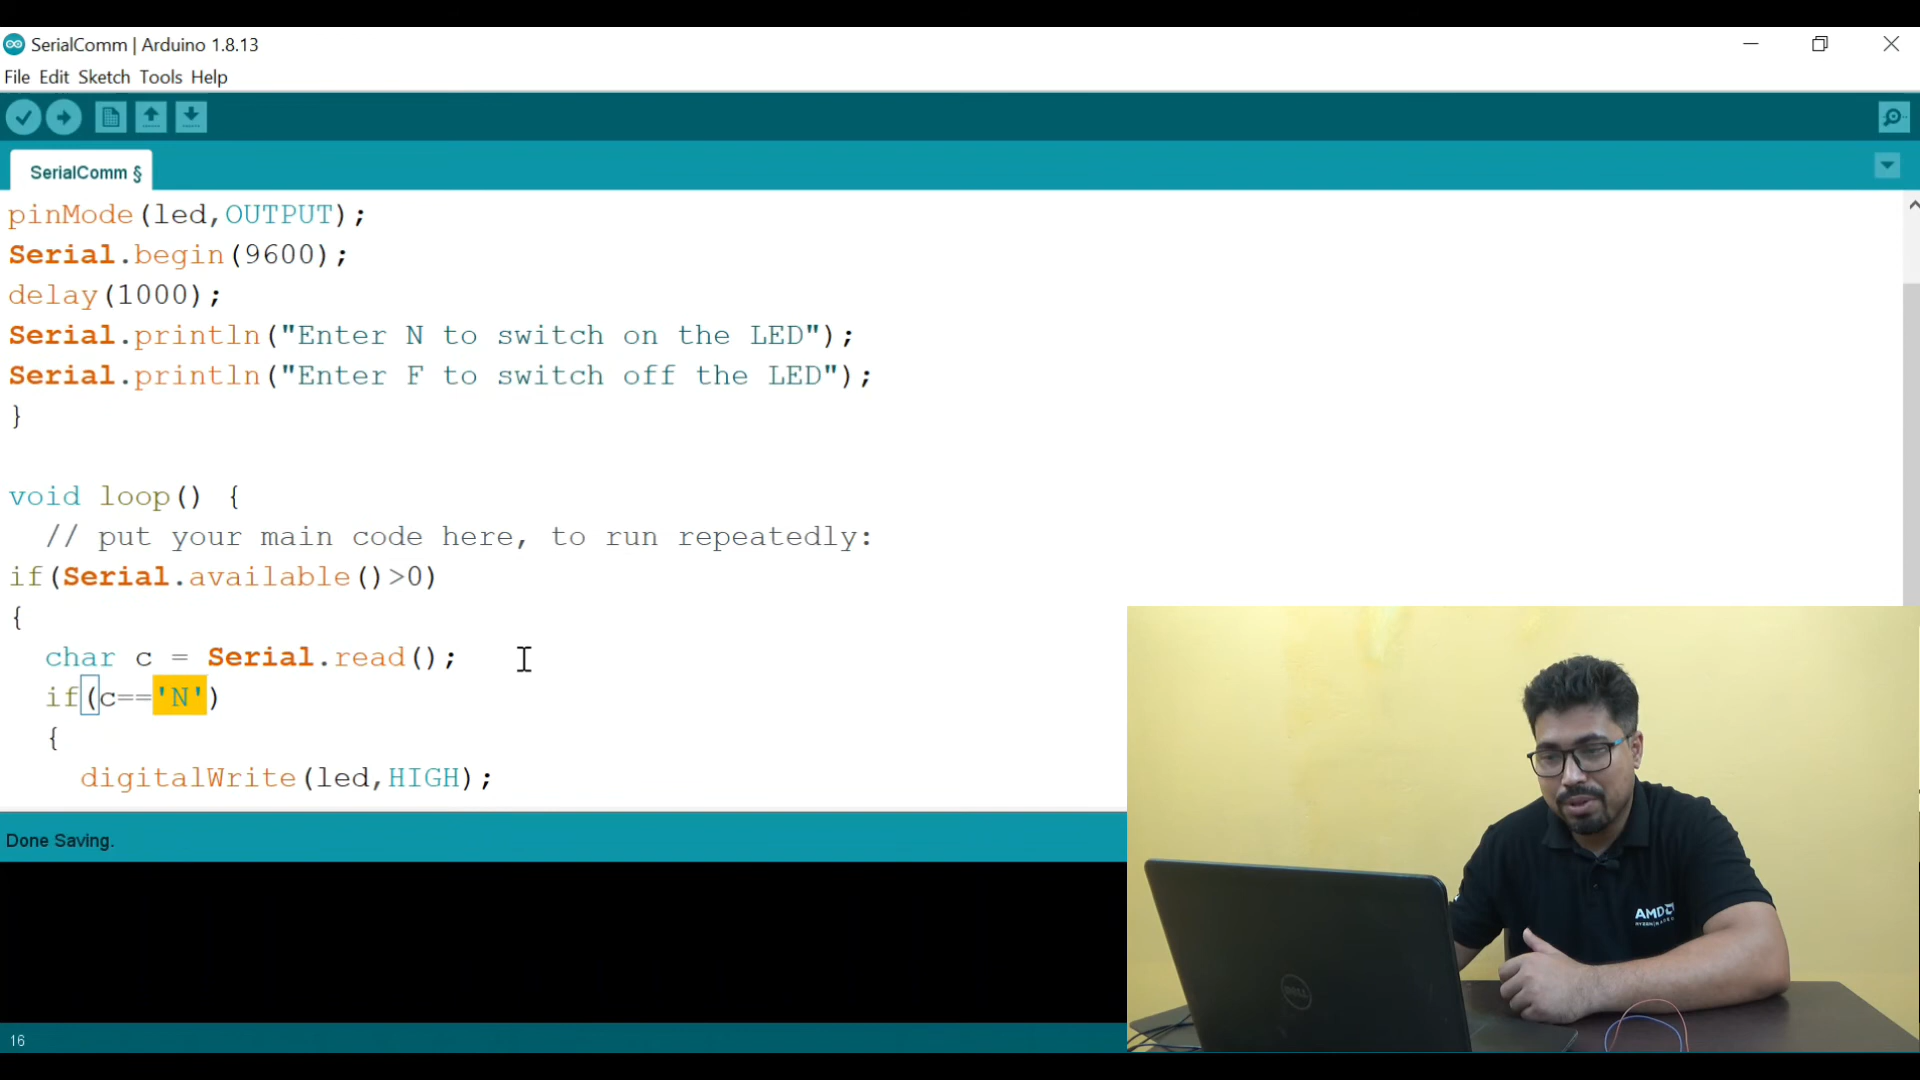 SerialComm | Arduino 1.8.13
File Edit Sketch Tools Help
SerialComm §
pinMode(led,OUTPUT);
Serial.begin(9600);
delay(1000);
Serial.println("Enter N to switch on the LED");
Serial.println("Enter F to switch off the LED");
}
void loop() {
// put your main code here, to run repeatedly:
if(Serial.available()>0)
{
char c = Serial.read();
if(c=='N')
{
digitalWrite(led,HIGH);
Done Saving.
16
AMD
DELL